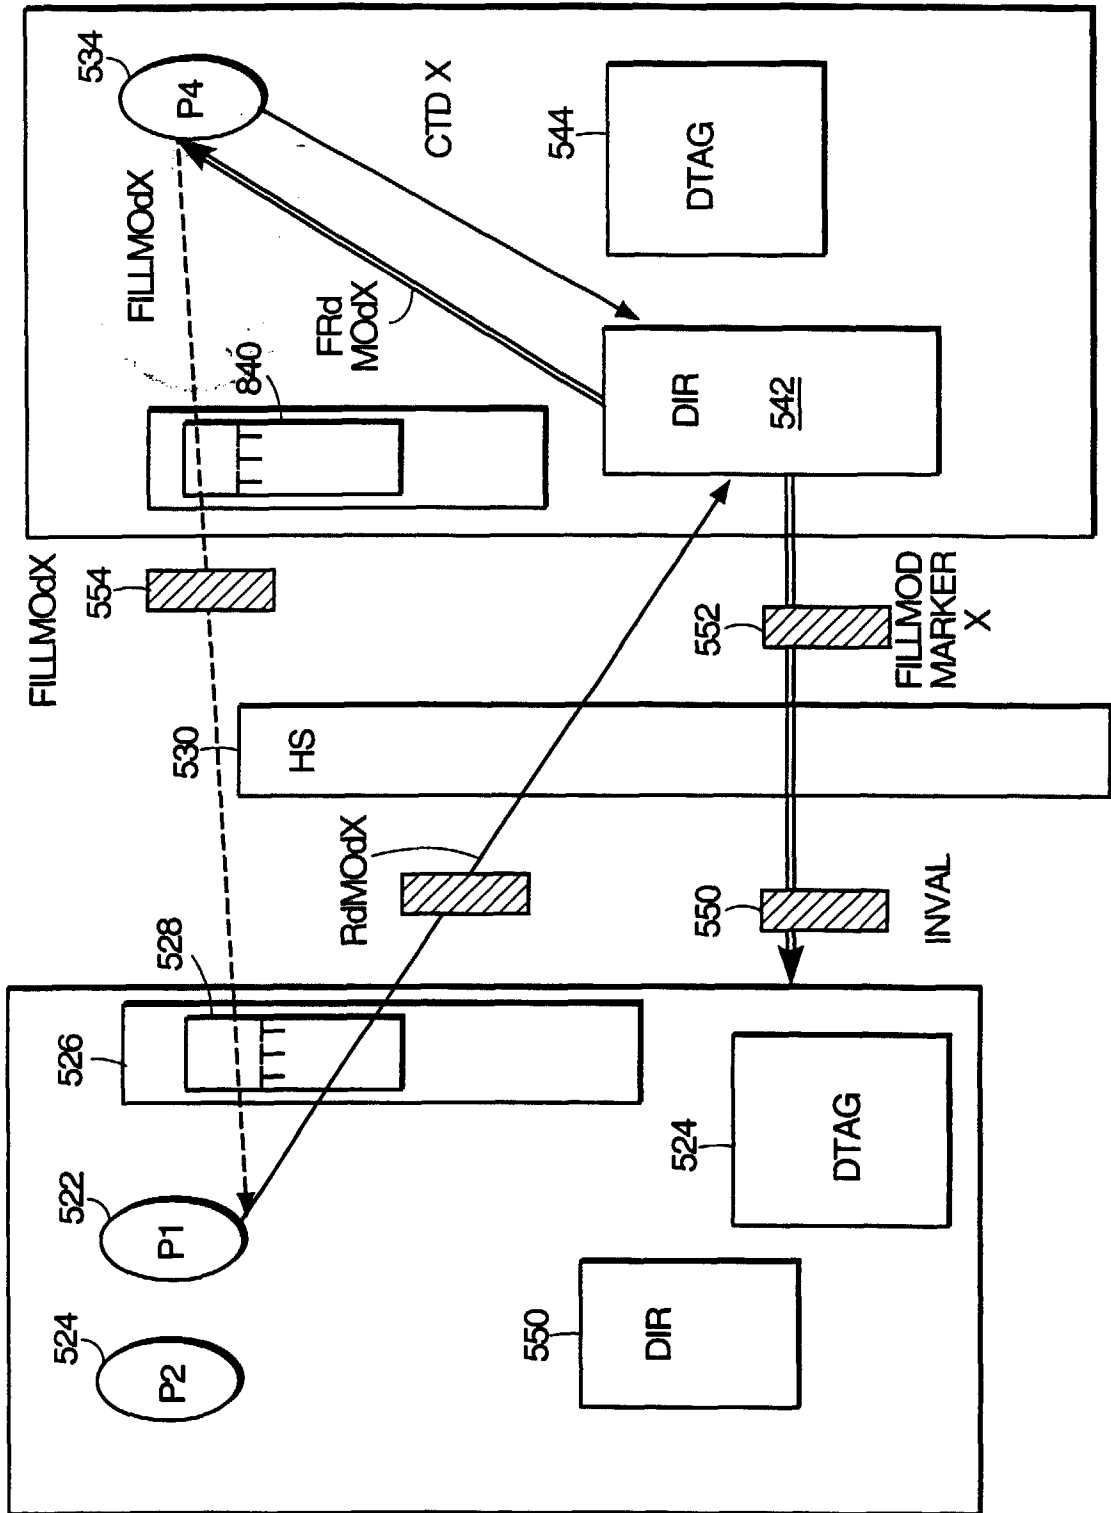 534
P4
CTD X
544
DTAG
FILLMOdX
FRd
MOdX
840
DIR
542
FILLMOdX
554
552
FILLMOD
MARKER
X
530
HS
RdMOdX
550
INVAL
528
526
524
DTAG
522
P1
524
P2
550
DIR